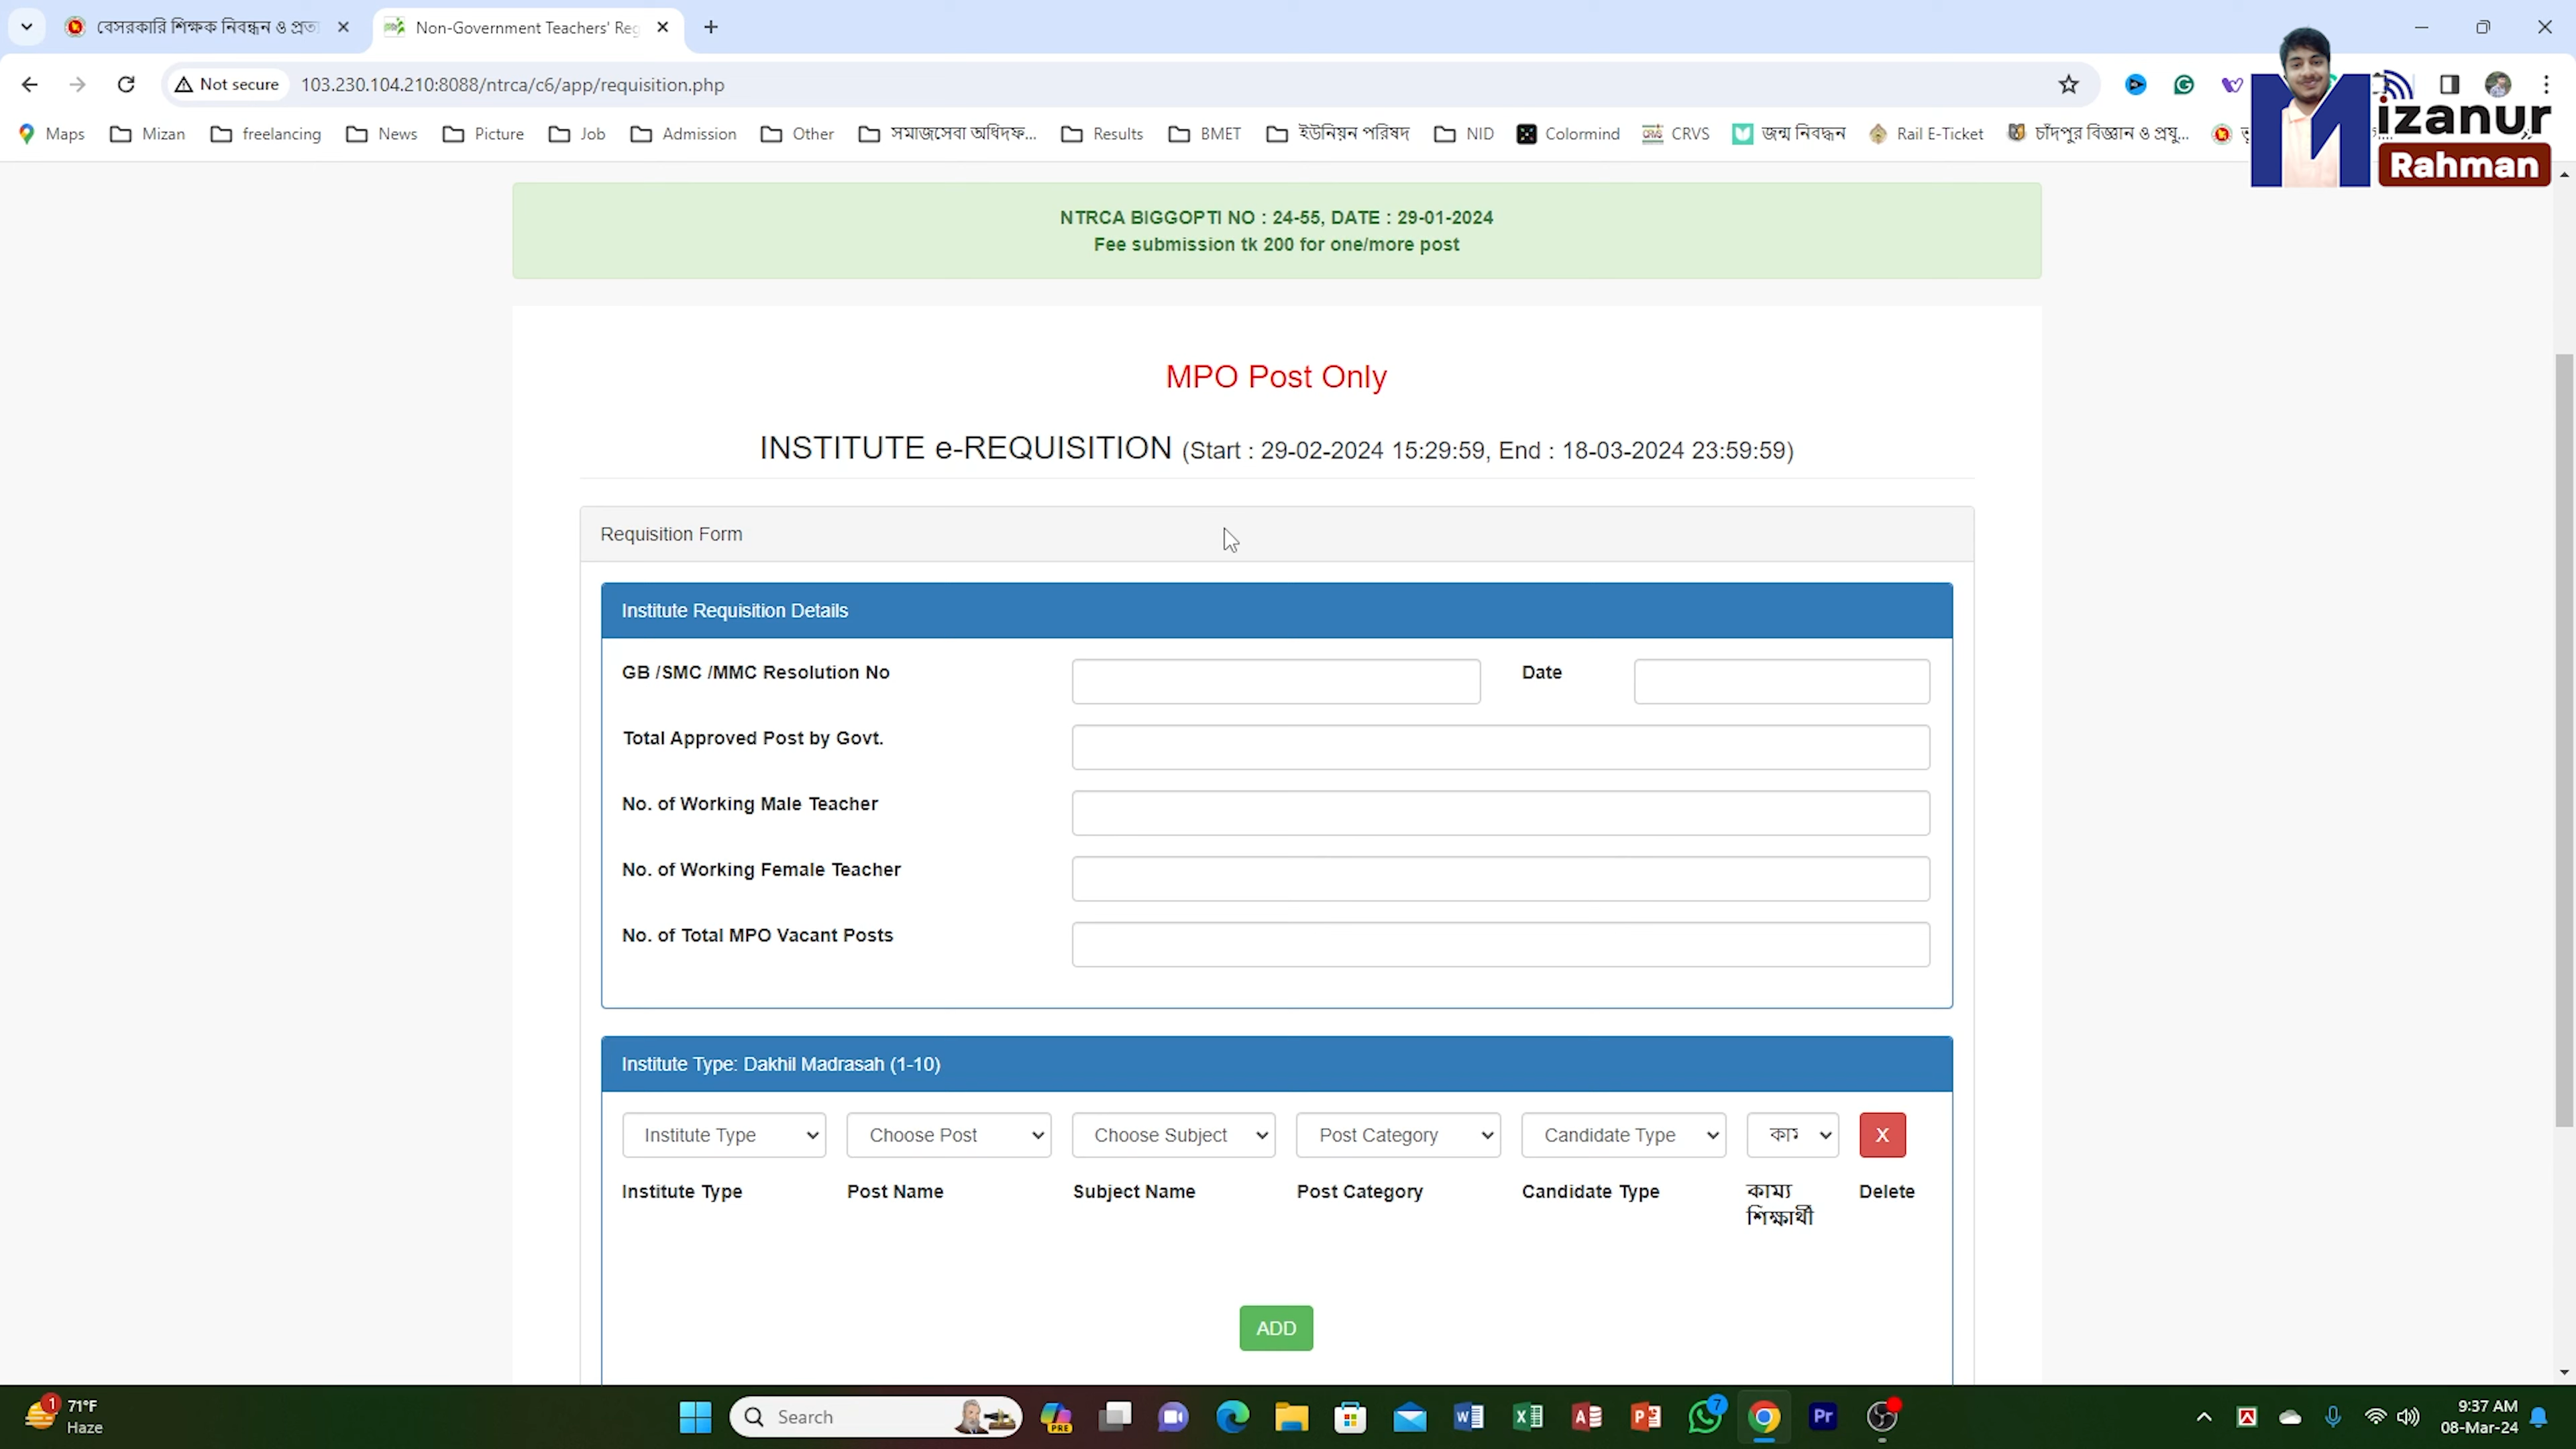 বেসরকারি শিক্ষক নিবন্ধন ও প্রত্য
Non-Government Teachers' Reg
Not secure
103.230.104.210:8088/ntrca/c6/app/requisition.php
Maps
Mizan
freelancing
News
Picture
Job
Admission
Other
সমাজসেবা অধিদফ...
Results
BMET
ইউনিয়ন পরিষদ
NID
Colormind
CRVS
জন্ম নিবন্ধন
Rail E-Ticket
চাঁদপুর বিজ্ঞান ও প্রযু...
Mizanur
Rahman
NTRCA BIGGOPTI NO : 24-55, DATE : 29-01-2024
Fee submission tk 200 for one/more post
MPO Post Only
INSTITUTE e-REQUISITION (Start : 29-02-2024 15:29:59, End : 18-03-2024 23:59:59)
Requisition Form
Institute Requisition Details
GB /SMC /MMC Resolution No
Date
Total Approved Post by Govt.
No. of Working Male Teacher
No. of Working Female Teacher
No. of Total MPO Vacant Posts
Institute Type: Dakhil Madrasah (1-10)
Institute Type
Choose Post
Choose Subject
Post Category
Candidate Type
X
Institute Type
Post Name
Subject Name
Post Category
Candidate Type
কাম্য
শিক্ষার্থী
Delete
ADD
1
71°F
Haze
Search
PRE
7
Pr
9:37 AM
08-Mar-24